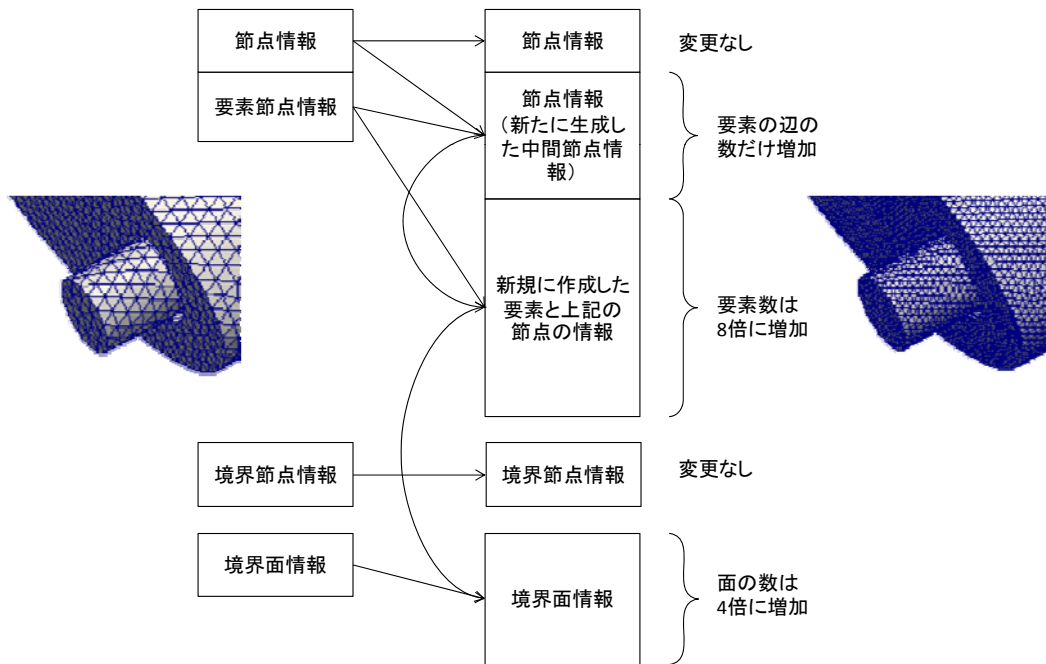 節点情報
要素節点情報
節点情報
変更なし
節点情報
(新たに生成し
た中間節点情
報)
要素の辺の
数だけ増加
新規に作成した
要素と上記の
節点の情報
要素数は
8倍に増加
境界節点情報
境界節点情報
変更なし
境界面情報
境界面情報
面の数は
4倍に増加